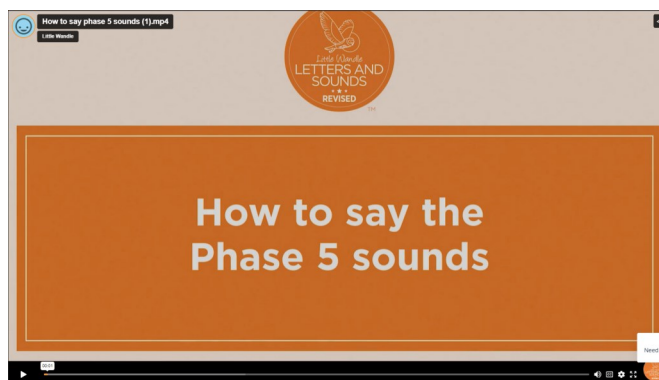 How to say phase 5 sounds (1).mp4
Little Wandle
Little Wandle
LETTERS AND
SOUNDS
REVISED
TM
How to say the
Phase 5 sounds
Need
00:01